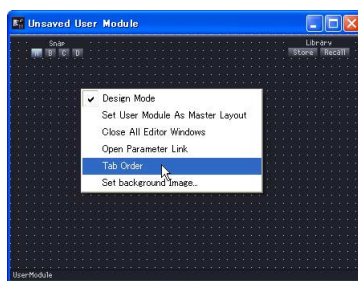 Unsaved User Module
Snap
A B C D
Library
Store Recall
Design Mode
Set User Module As Master Layout
Close All Editor Windows
Open Parameter Link
Tab Order
Set background Image..
UserModule